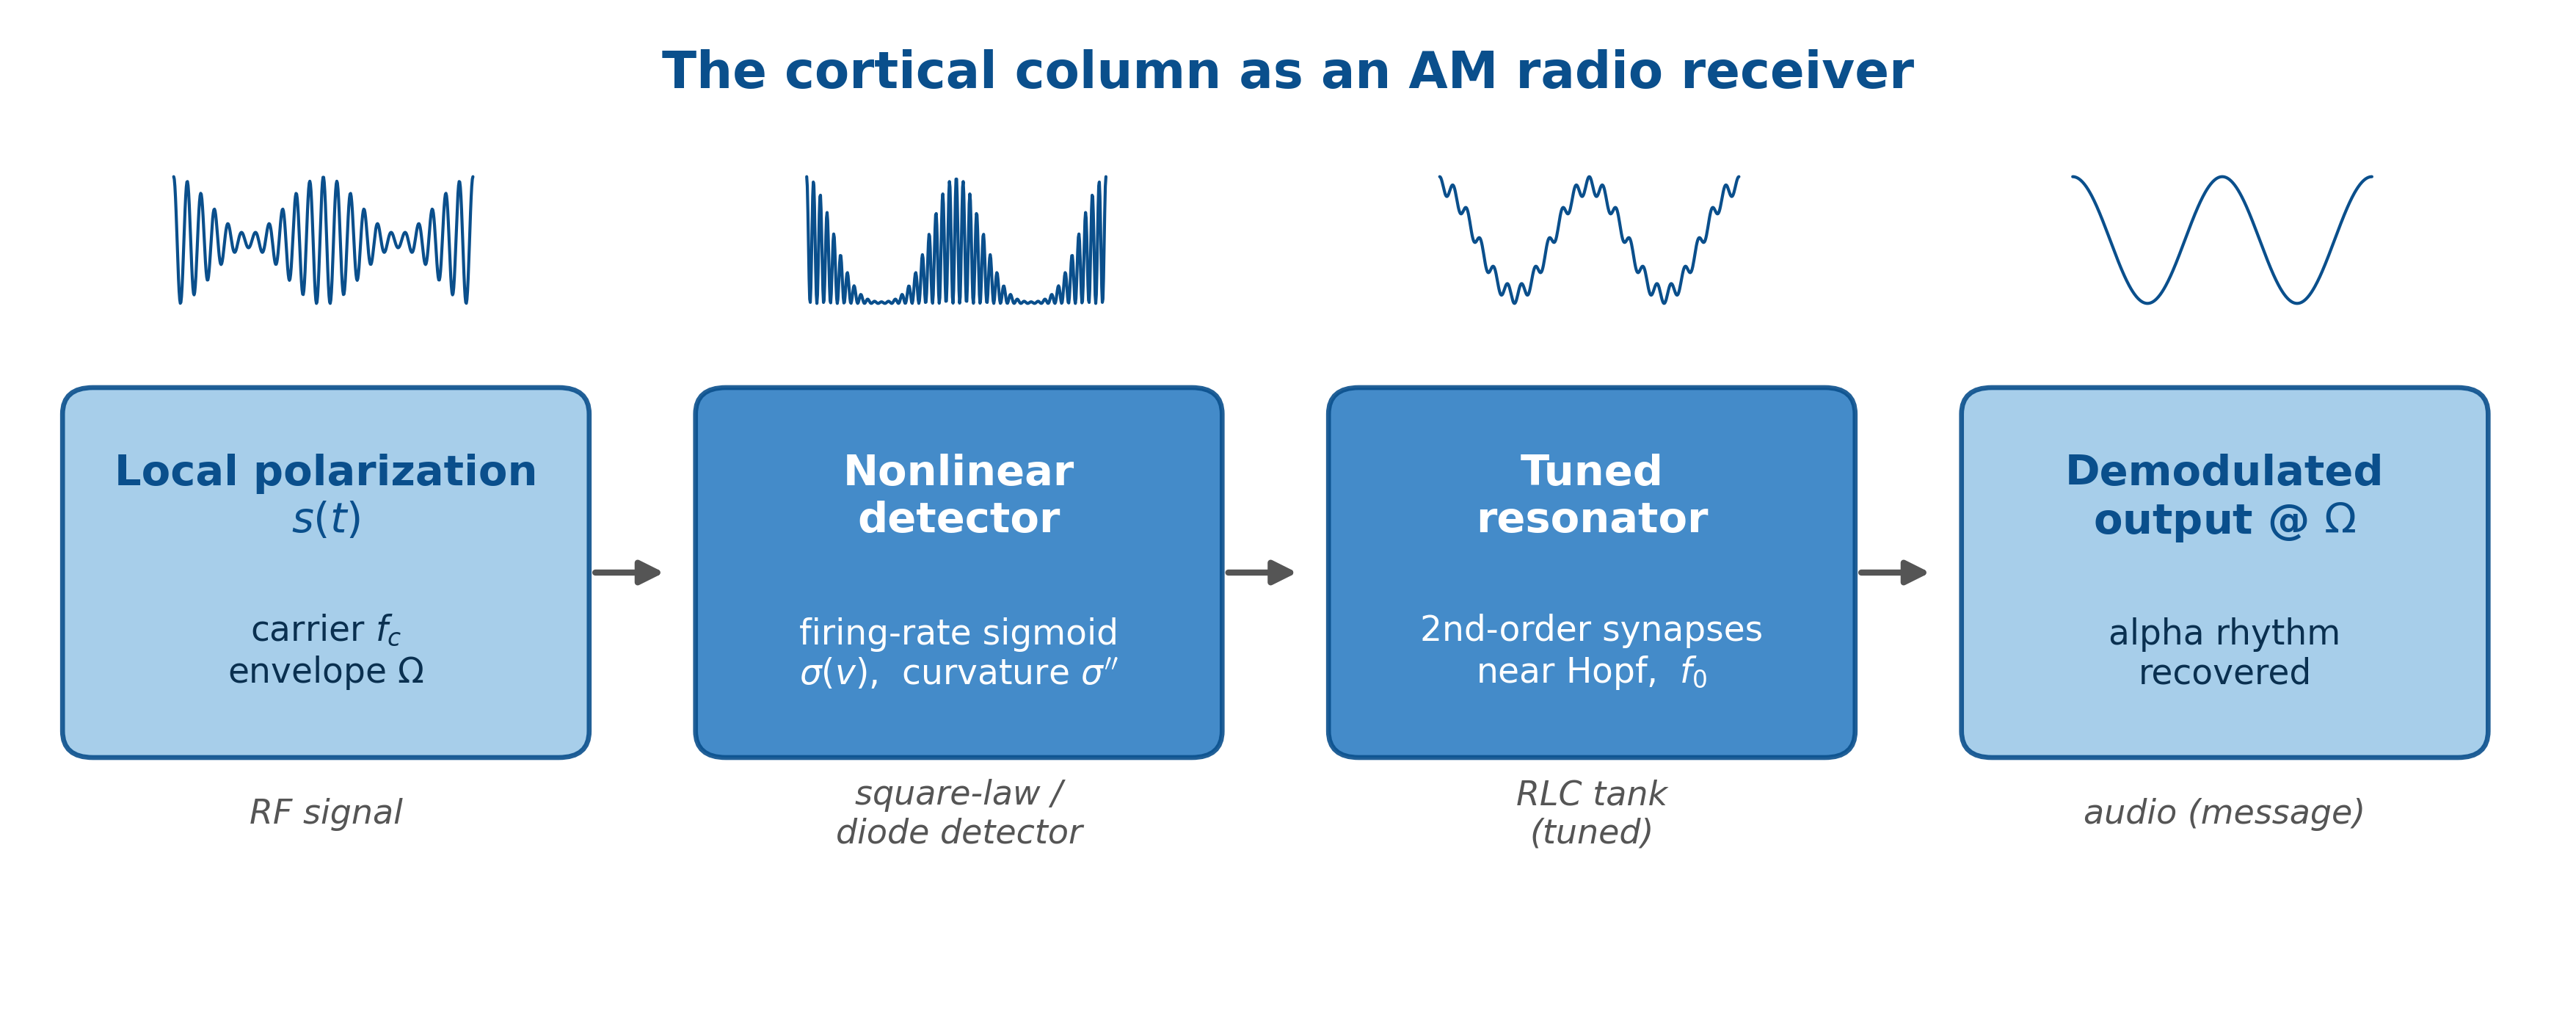 The cortical column as an AM radio receiver
Local polarization
s(t)
carrier f_c
envelope Ω
RF signal
Nonlinear
detector
firing-rate sigmoid
σ(v), curvature σ″
square-law /
diode detector
Tuned
resonator
2nd-order synapses
near Hopf, f_0
RLC tank
(tuned)
Demodulated
output @ Ω
alpha rhythm
recovered
audio (message)